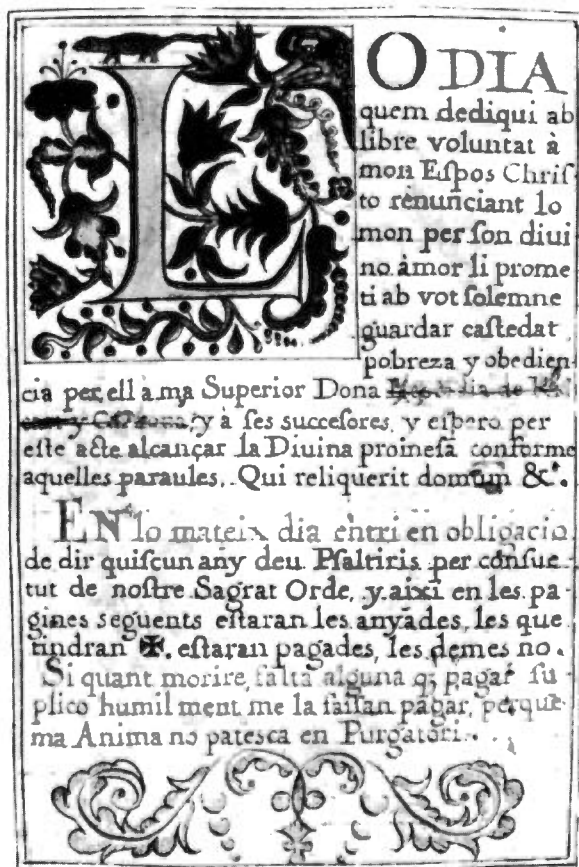 LO DIA
quem dediqui ab
libre voluntat à
mon Eſpos Chriſ
to rènunciant lo
mon per ſon diui
no àmor li prome
ti ab vot ſolemne
guardar caſtedat
pobreza y obedien
cia per ell à ma Superior Dona
y à ſes succeſores, y eſpero per
eſte acte alcançar la Diuina promeſà conforme
aquelles paraules. Qui reliquerit domum &ᵃ.
EN lo mateix dia entri en obligacio
de dir quiſcun any deu Pſaltiris per conſue
tut de noſtre Sagrat Orde, y aixi en les pa-
gines seguents eſtaran les anyades, les que
tindran ✠. eſtaran pagades, les demes no.
Si quant morire, falta alguna q; pagar ſu
plico humil ment me la faſſan pagar, perque
ma Anima no pateſca en Purgatori.